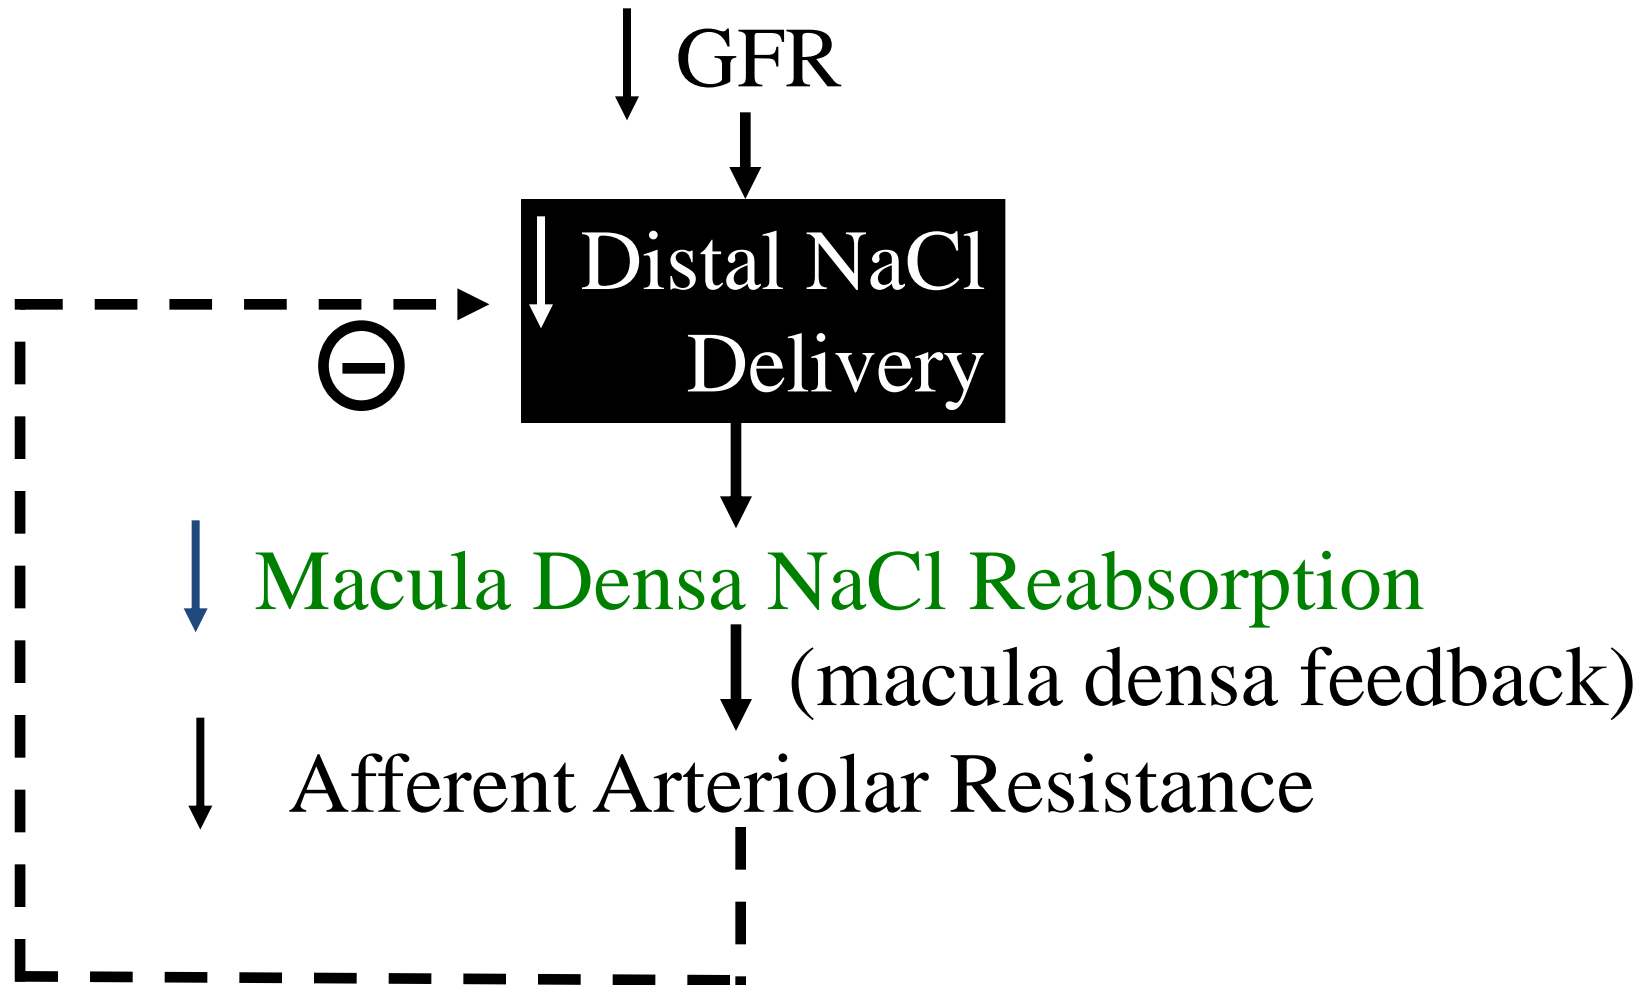 GFR
Distal NaCl
Delivery
Macula Densa NaCl Reabsorption
(macula densa feedback)
Afferent Arteriolar Resistance